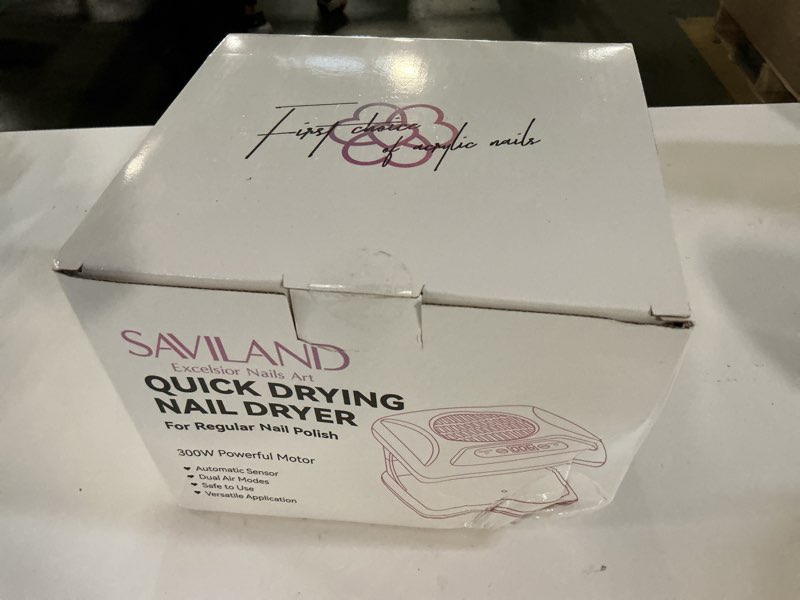 First choice
of acrylic nails
SAVILAND
Excelsior Nails Art
QUICK DRYING
NAIL DRYER
For Regular Nail Polish
300W Powerful Motor
Automatic Sensor
Dual Air Modes
Safe to Use
Versatile Application